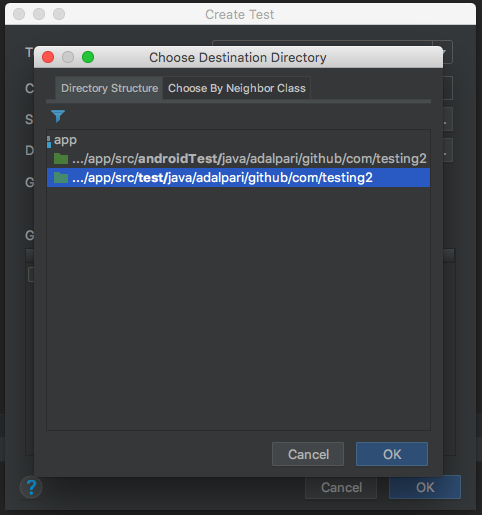 Create Test
Choose Destination Directory
Directory Structure
Choose By Neighbor Class
app
.../app/src/androidTest/java/adalpari/github/com/testing2
.../app/src/test/java/adalpari/github/com/testing2
Cancel
OK
?
Cancel
OK